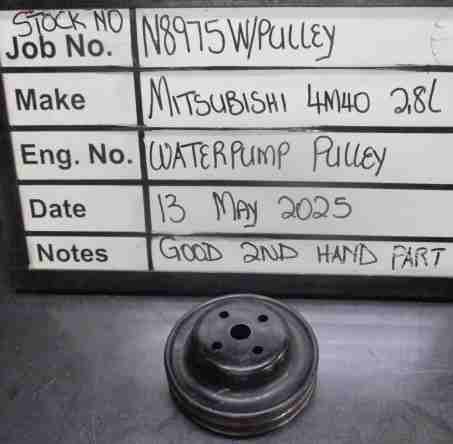 STOCK NO
Job No. N8975W/PULLEY
Make MITSUBISHI 4M40 2,8L
Eng. No. WATERPUMP PULLEY
Date 13 MAY 2025
Notes GOOD 2ND HAND PART